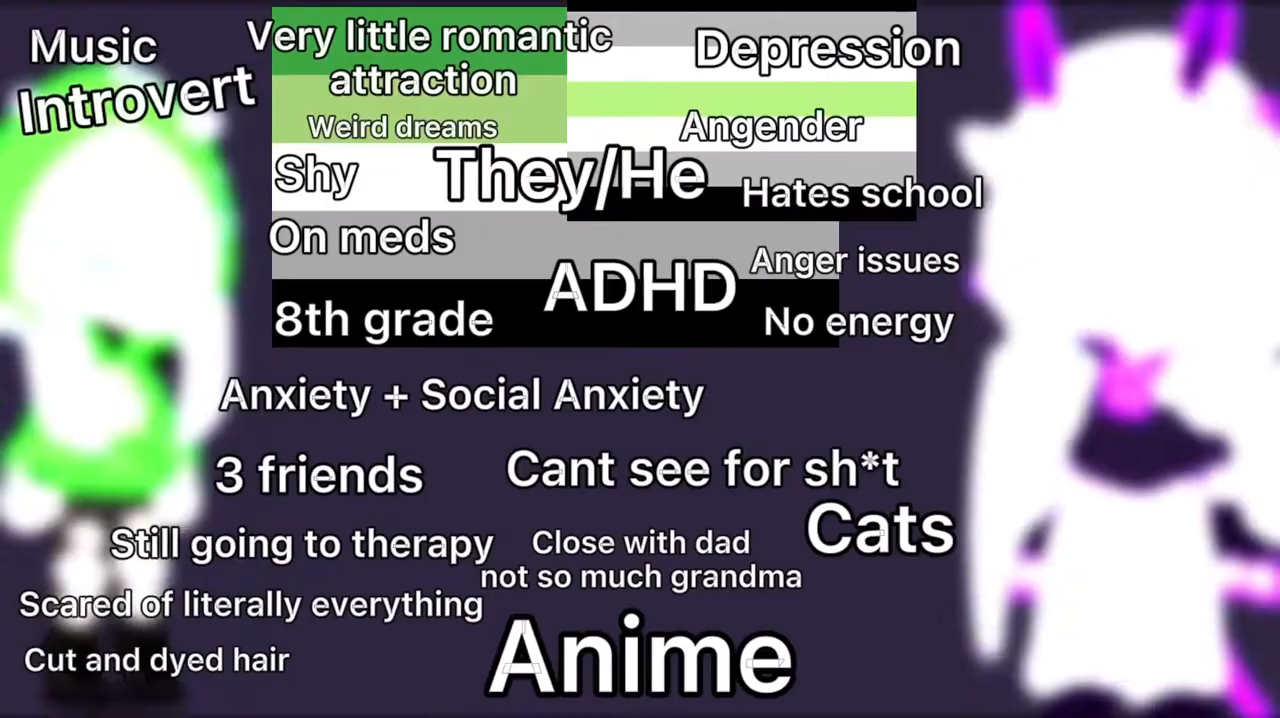 Music
Introvert
Very little romantic
attraction
Weird dreams
Depression
Angender
Shy
They/He
Hates school
On meds
ADHD
Anger issues
8th grade
No energy
Anxiety + Social Anxiety
3 friends
Cant see for sh*t
Cats
Still going to therapy
Close with dad
not so much grandma
Scared of literally everything
Cut and dyed hair
Anime